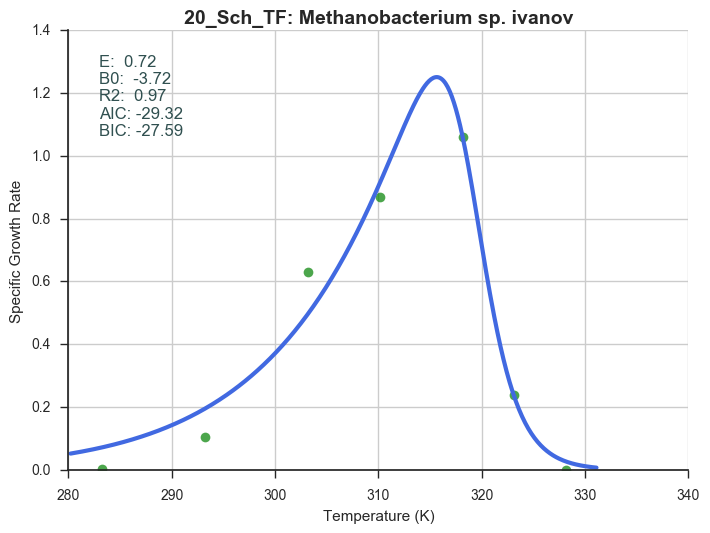 20_Sch_TF: Methanobacterium sp. ivanov
1.4
E:  0.72
B0:  -3.72
R2:  0.97
AIC: -29.32
BIC: -27.59
1.2
1.0
0.8
0.6
0.4
0.2
0.0
Specific Growth Rate
280 290 300 310 320 330 340
Temperature (K)